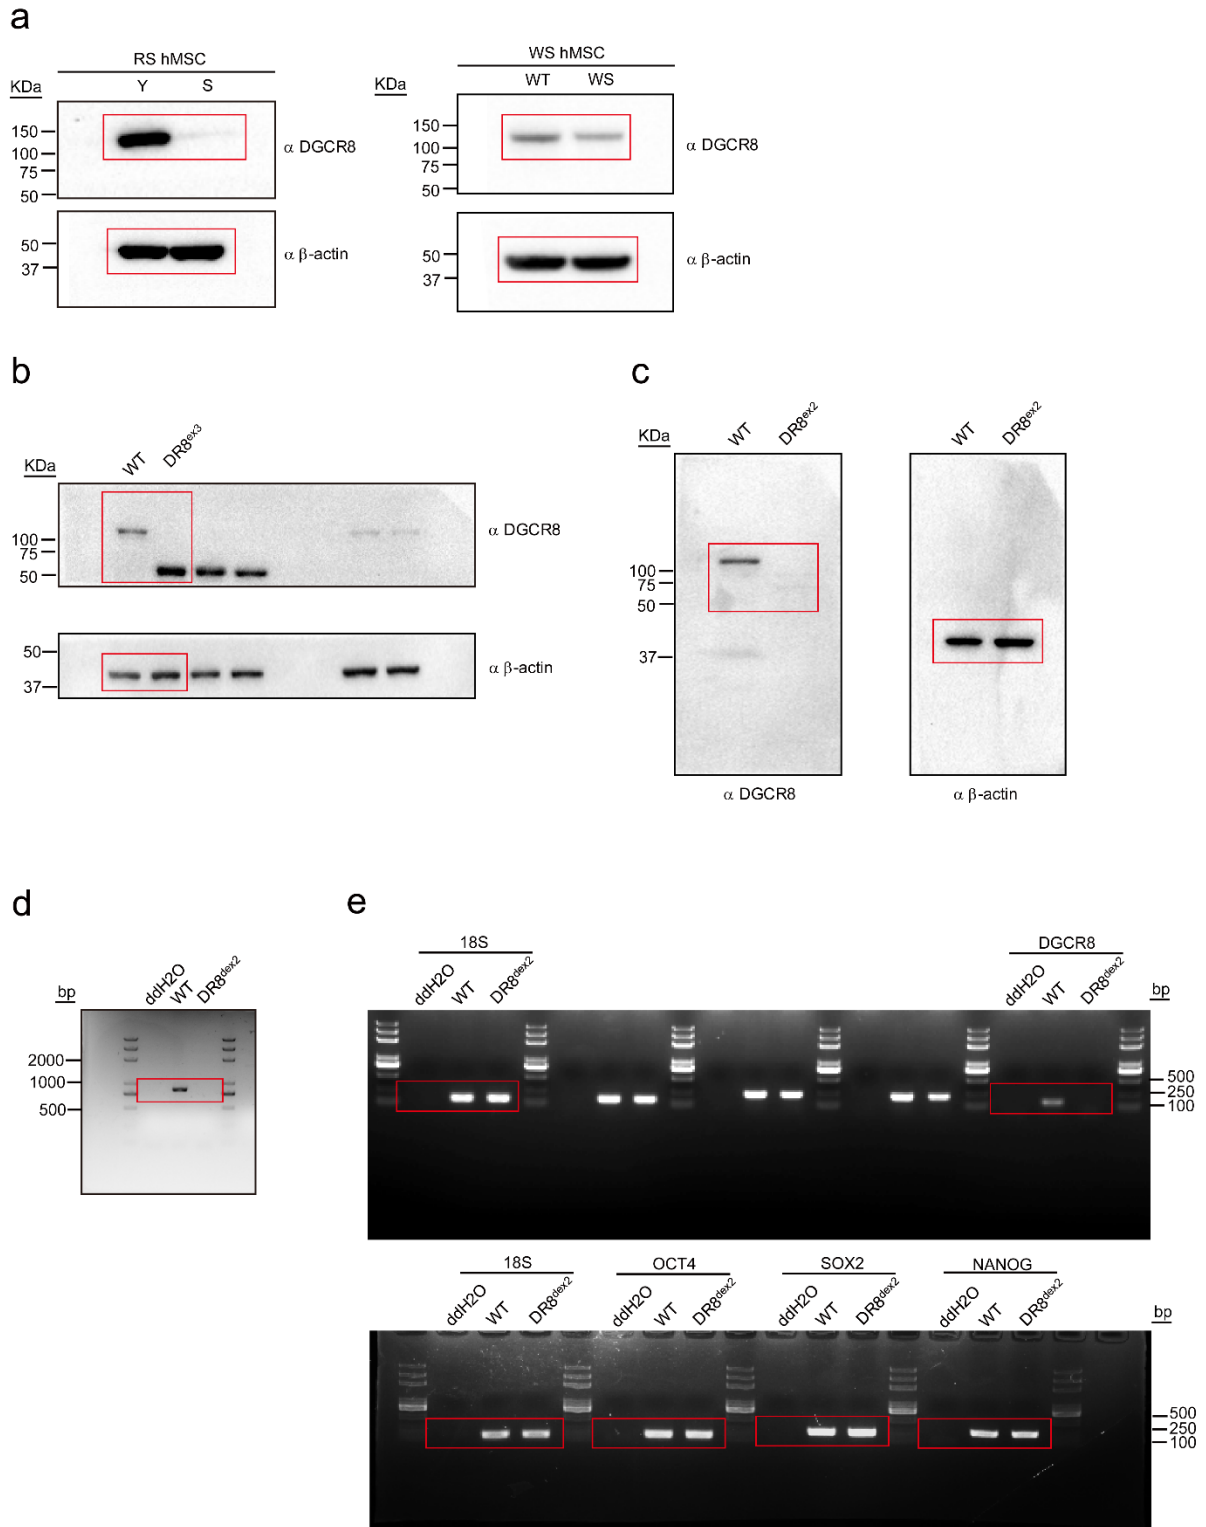 a
RS hMSC
KDa
Y S
150
100
75
50
α DGCR8
50
37
α β-actin
WS hMSC
KDa
WT WS
150
100
75
50
α DGCR8
50
37
α β-actin
b
WT DR8ex3
KDa
100
75
50
α DGCR8
50
37
α β-actin
c
KDa
WT DR8ex2
100
75
50
37
α DGCR8
WT DR8ex2
α β-actin
d
bp
ddH2O WT DR8dex2
2000
1000
500
e
18S
ddH2O WT DR8dex2
DGCR8
ddH2O WT DR8dex2
bp
500
250
100
18S OCT4 SOX2 NANOG
ddH2O WT DR8dex2 ddH2O WT DR8dex2 ddH2O WT DR8dex2 ddH2O WT DR8dex2
bp
500
250
100